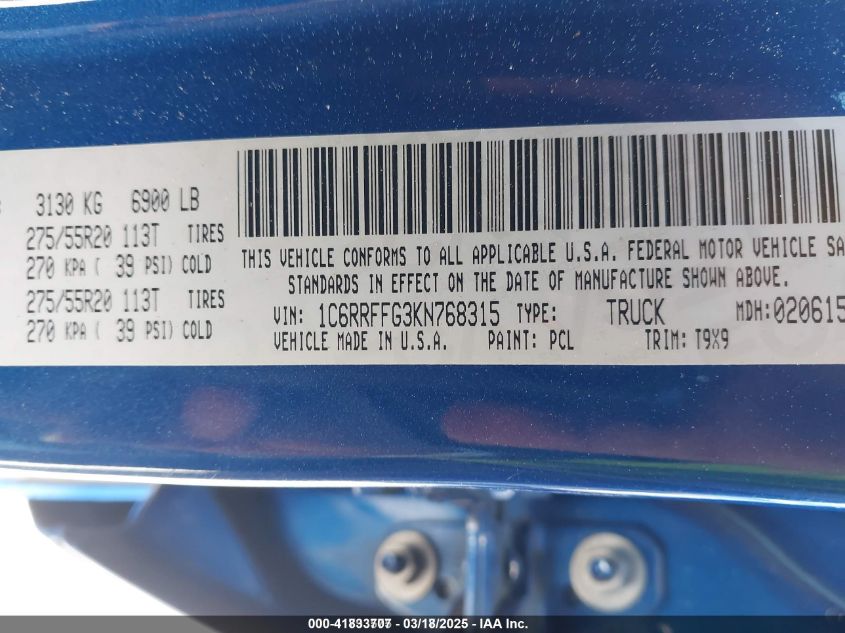 3130 KG 6900 LB
275/55R20 113T TIRES
270 KPA ( 39 PSI) COLD
275/55R20 113T TIRES
270 KPA ( 39 PSI) COLD
THIS VEHICLE CONFORMS TO ALL APPLICABLE U.S.A. FEDERAL MOTOR VEHICLE SA
STANDARDS IN EFFECT ON THE DATE OF MANUFACTURE SHOWN ABOVE.
VIN: 1C6RRFFG3KN768315 TYPE: TRUCK MDH:020615
VEHICLE MADE IN U.S.A. PAINT: PCL TRIM: T9X9
03/18/2025 - IAA Inc.